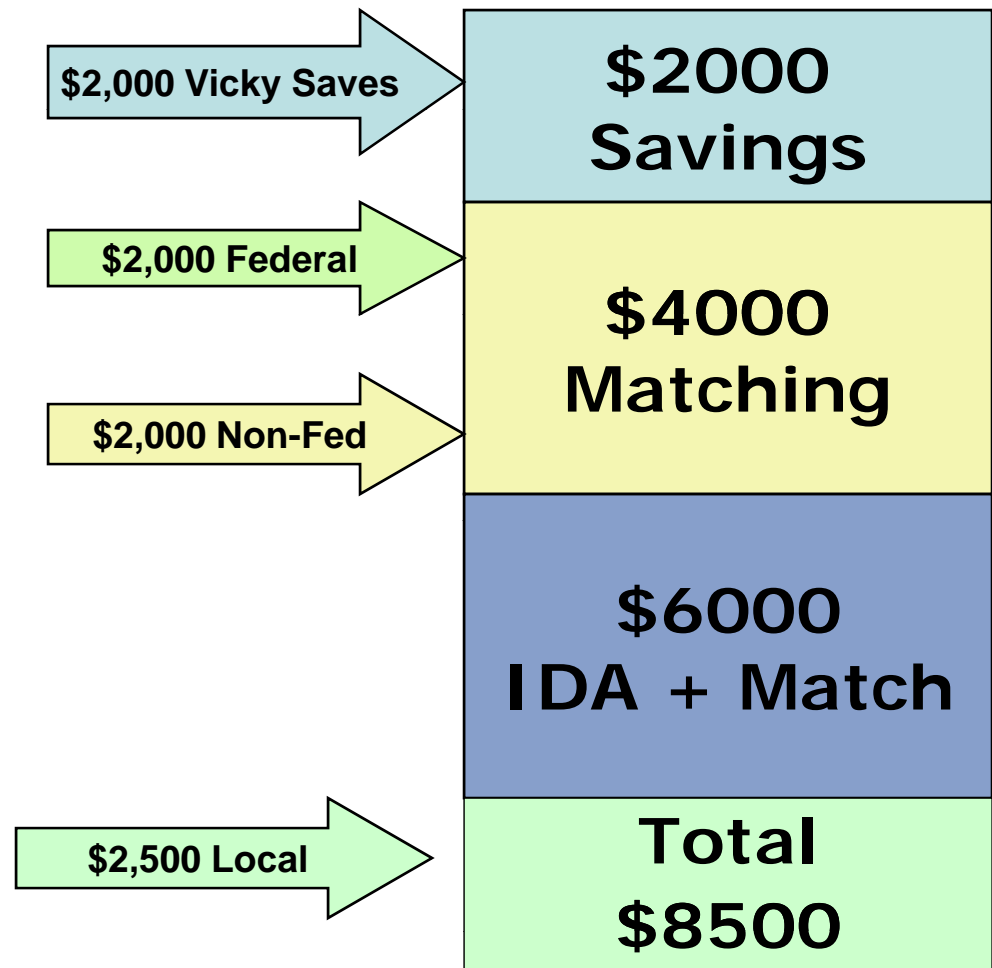 $2,000 Vicky Saves
$2000
Savings
$2,000 Federal
$4000
Matching
$2,000 Non-Fed
$6000
IDA + Match
$2,500 Local
Total
$8500